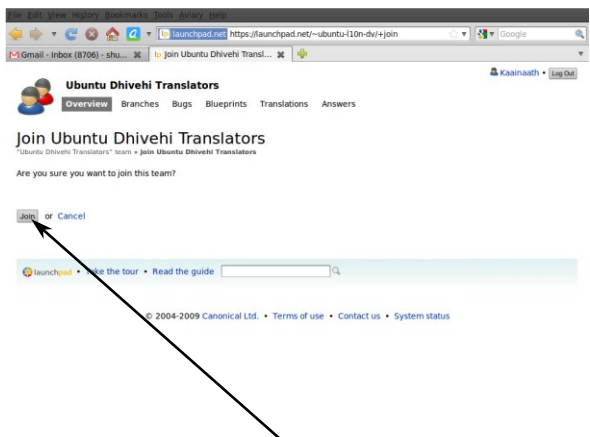 File Edit View History Bookmarks Tools Aviary Help
launchpad.net https://launchpad.net/~ubuntu-l10n-dv/+join Google
Gmail - Inbox (8706) - shu... Join Ubuntu Dhivehi Transl...
Kaainaath • Log Out
Ubuntu Dhivehi Translators
Overview Branches Bugs Blueprints Translations Answers
Join Ubuntu Dhivehi Translators
"Ubuntu Dhivehi Translators" team » Join Ubuntu Dhivehi Translators
Are you sure you want to join this team?
Join or Cancel
launchpad • Take the tour • Read the guide
© 2004-2009 Canonical Ltd. • Terms of use • Contact us • System status